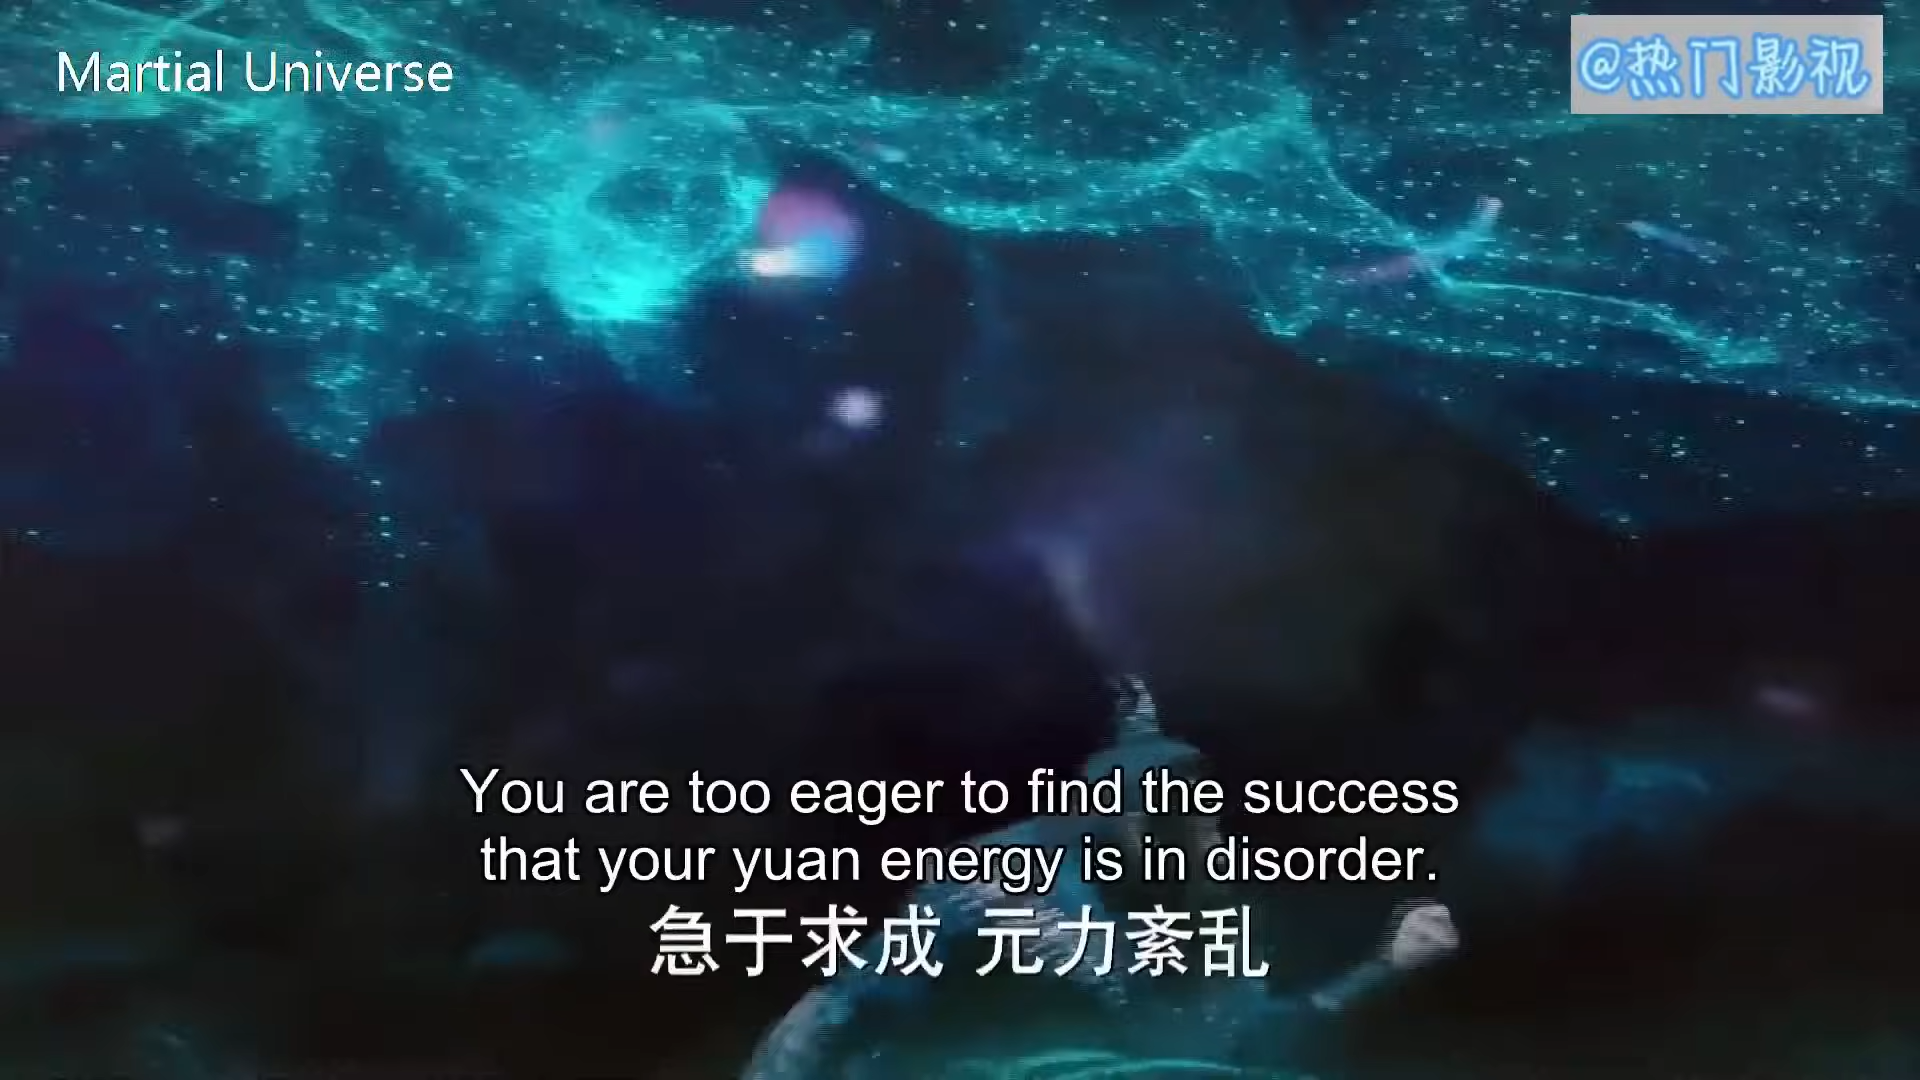 Martial Universe
@热门影视
You are too eager to find the success
that your yuan energy is in disorder.
急于求成 元力紊乱